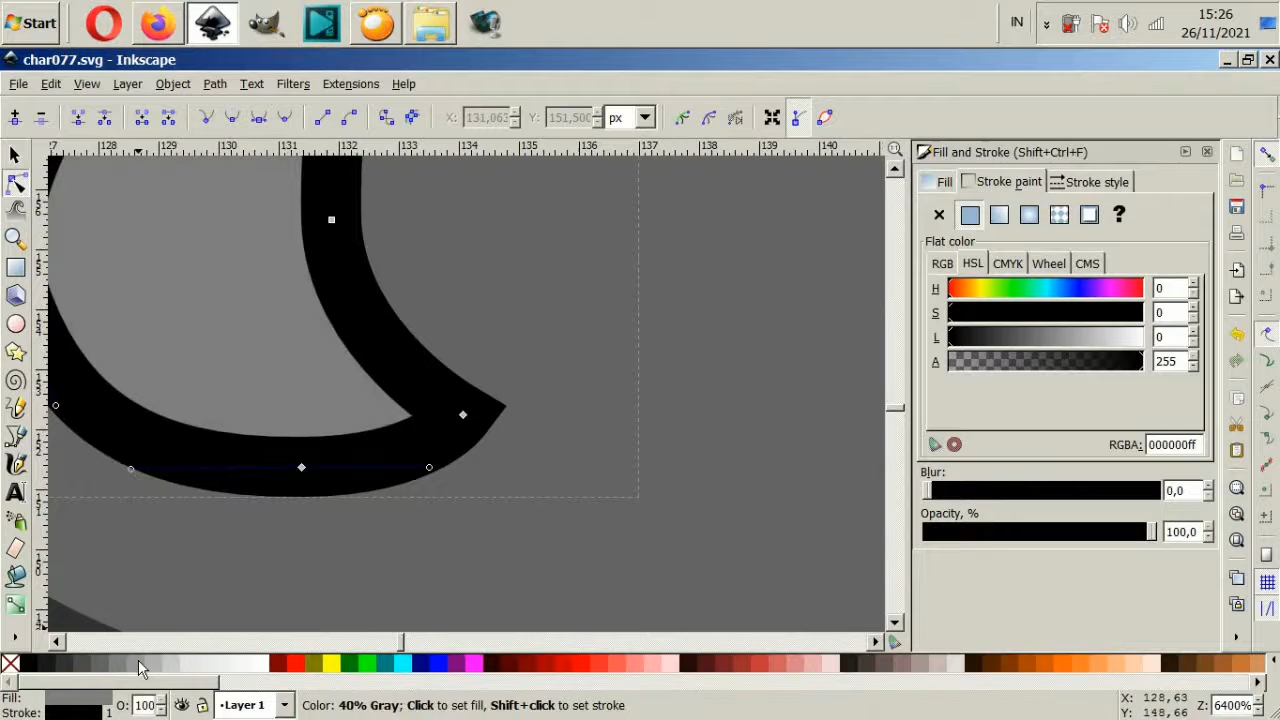 Start
IN
15:26
26/11/2021
char077.svg - Inkscape
File Edit View Layer Object Path Text Filters Extensions Help
X: 131,063 Y: 151,500 px
128 129 130 131 132 133 134 135 136 137 138 139 140
Fill and Stroke (Shift+Ctrl+F)
Fill Stroke paint Stroke style
Flat color
RGB HSL CMYK Wheel CMS
H 0
S 0
L 0
A 255
RGBA: 000000ff
Blur:
0,0
Opacity, %
100,0
Fill:
Stroke: 1
O: 100
Layer 1
Color: 40% Gray; Click to set fill, Shift+click to set stroke
X: 128,63
Y: 148,66
Z: 6400%